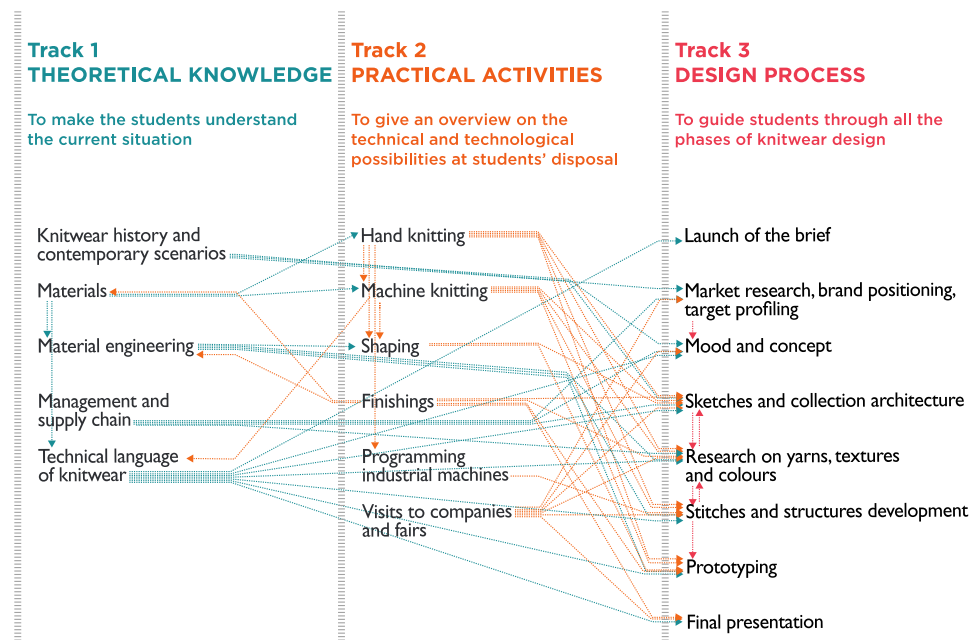 Track 1
THEORETICAL KNOWLEDGE
To make the students understand
the current situation
Knitwear history and
contemporary scenarios
Materials
Material engineering
Management and
supply chain
Technical language
of knitwear
Track 2
PRACTICAL ACTIVITIES
To give an overview on the
technical and technological
possibilities at students' disposal
Hand knitting
Machine knitting
Shaping
Finishings
Programming
industrial machines
Visits to companies
and fairs
Track 3
DESIGN PROCESS
To guide students through all the
phases of knitwear design
Launch of the brief
Market research, brand positioning,
target profiling
Mood and concept
Sketches and collection architecture
Research on yarns, textures
and colours
Stitches and structures development
Prototyping
Final presentation